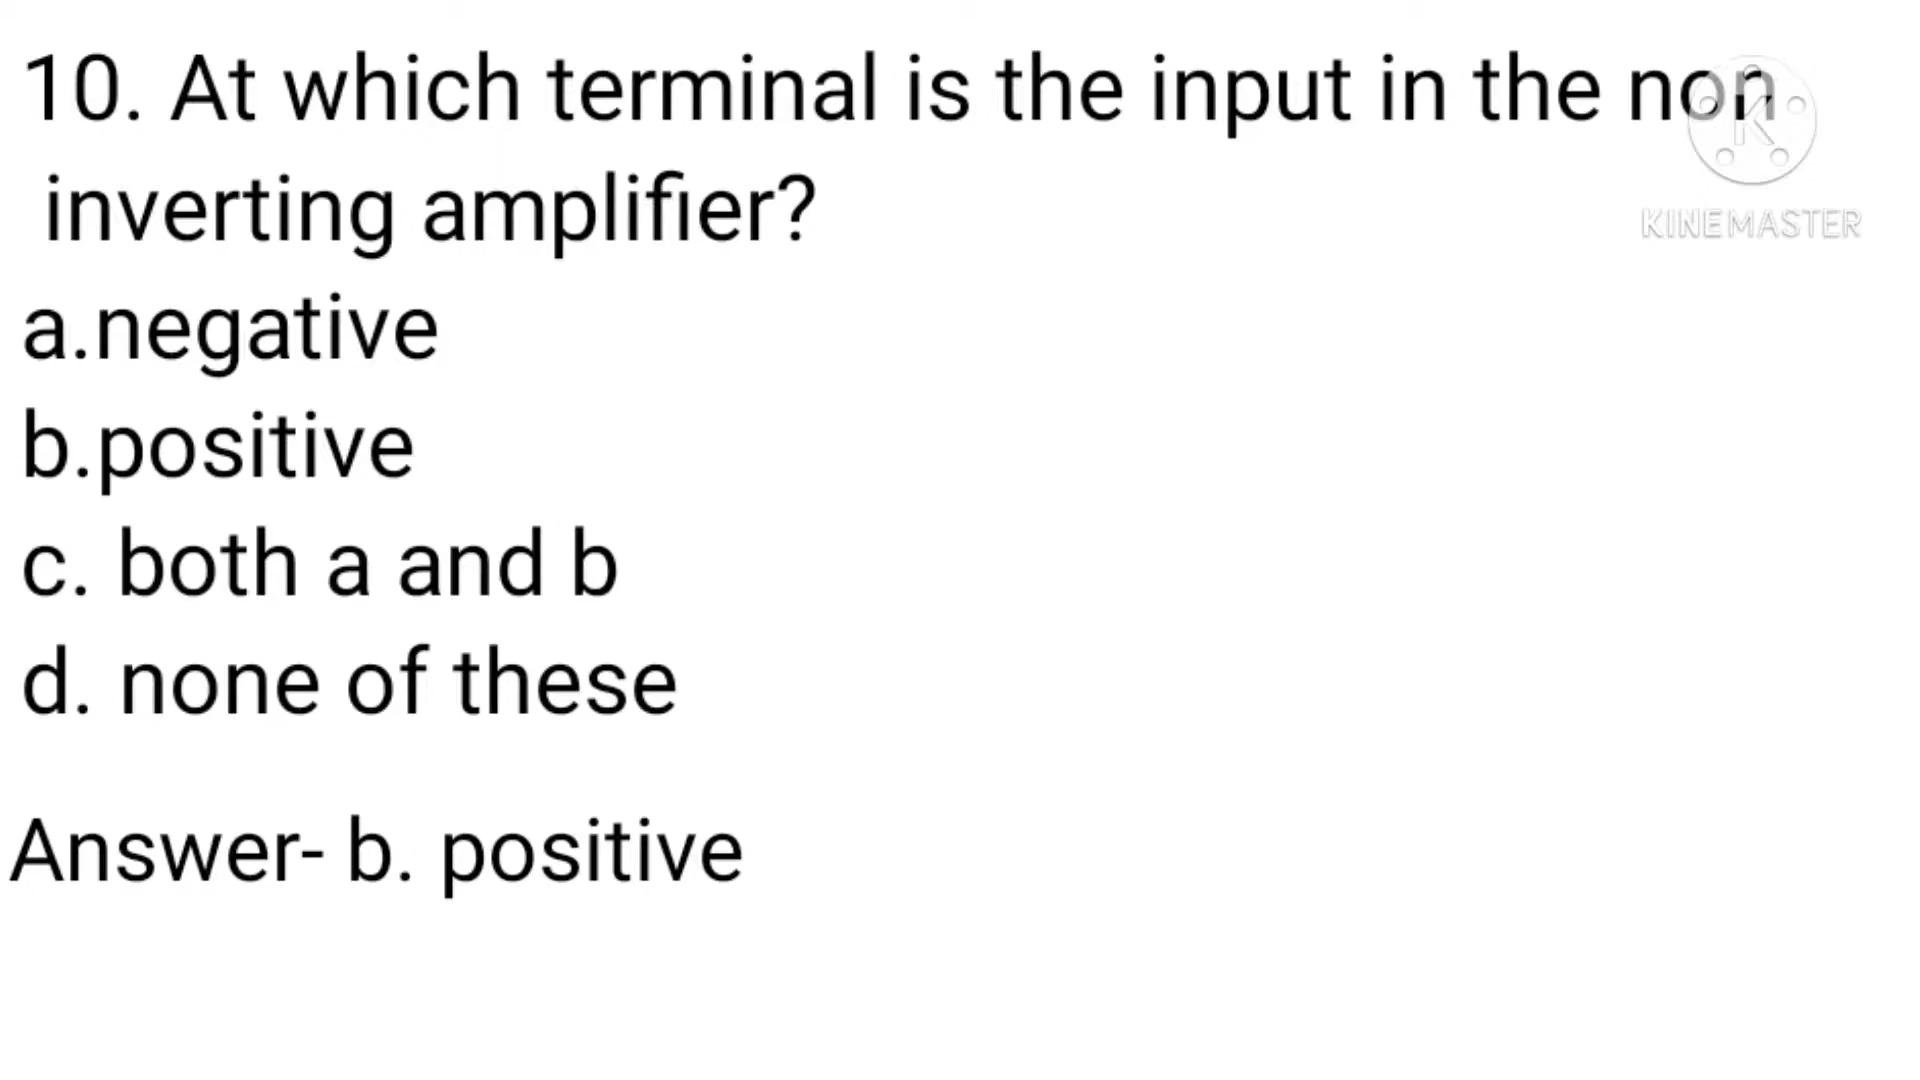 10. At which terminal is the input in the non
inverting amplifier?
a.negative
b.positive
c. both a and b
d. none of these
Answer- b. positive
K
KINEMASTER